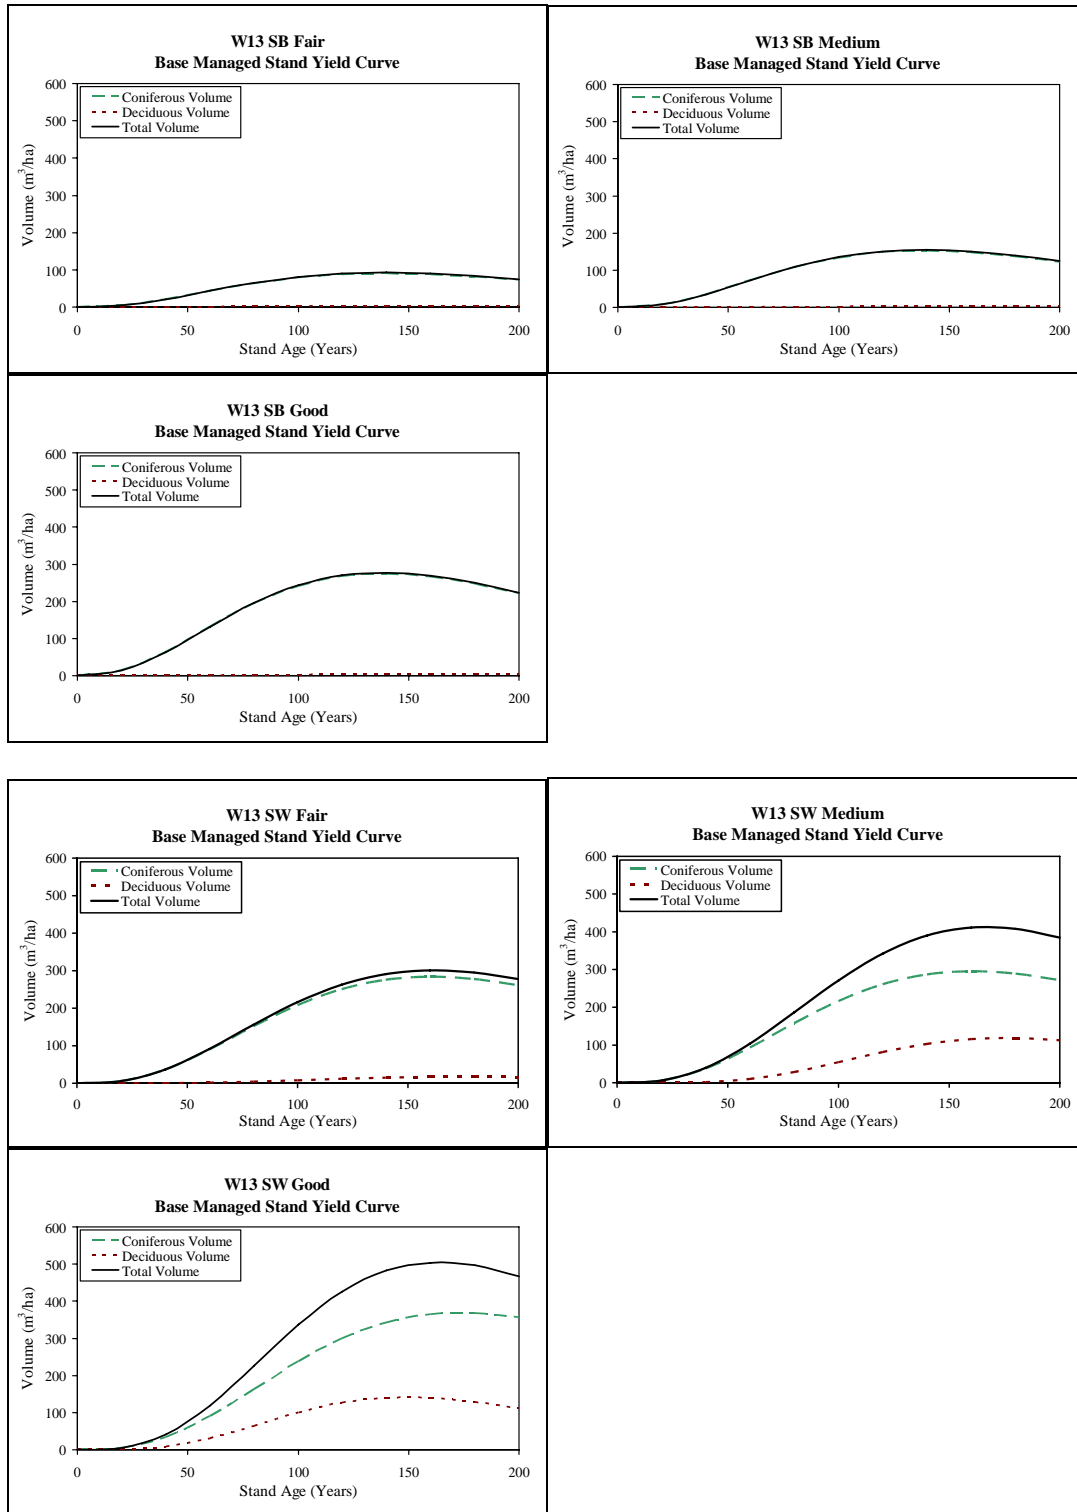 W13 SB Fair
Base Managed Stand Yield Curve
600
500
400
300
200
100
0
Volume (m³/ha)
Coniferous Volume
Deciduous Volume
Total Volume
0 50 100 150 200
Stand Age (Years)
W13 SB Medium
Base Managed Stand Yield Curve
600
500
400
300
200
100
0
Volume (m³/ha)
Coniferous Volume
Deciduous Volume
Total Volume
0 50 100 150 200
Stand Age (Years)
W13 SB Good
Base Managed Stand Yield Curve
600
500
400
300
200
100
0
Volume (m³/ha)
Coniferous Volume
Deciduous Volume
Total Volume
0 50 100 150 200
Stand Age (Years)
W13 SW Fair
Base Managed Stand Yield Curve
600
500
400
300
200
100
0
Volume (m³/ha)
Coniferous Volume
Deciduous Volume
Total Volume
0 50 100 150 200
Stand Age (Years)
W13 SW Medium
Base Managed Stand Yield Curve
600
500
400
300
200
100
0
Volume (m³/ha)
Coniferous Volume
Deciduous Volume
Total Volume
0 50 100 150 200
Stand Age (Years)
W13 SW Good
Base Managed Stand Yield Curve
600
500
400
300
200
100
0
Volume (m³/ha)
Coniferous Volume
Deciduous Volume
Total Volume
0 50 100 150 200
Stand Age (Years)